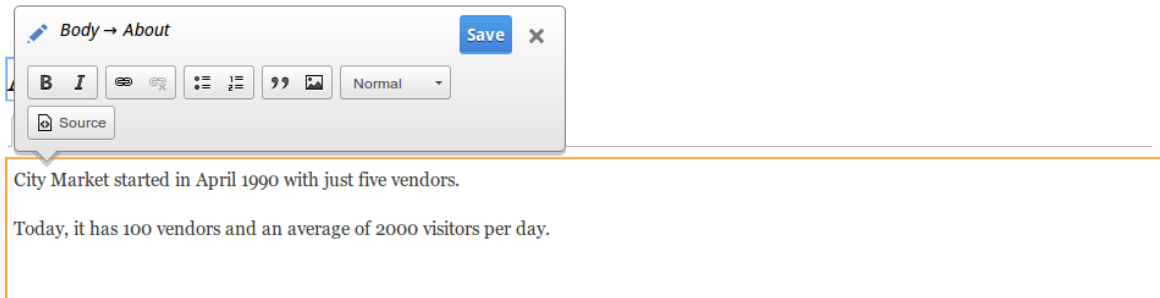 Body → About
Save
B I Normal
Source
City Market started in April 1990 with just five vendors.
Today, it has 100 vendors and an average of 2000 visitors per day.